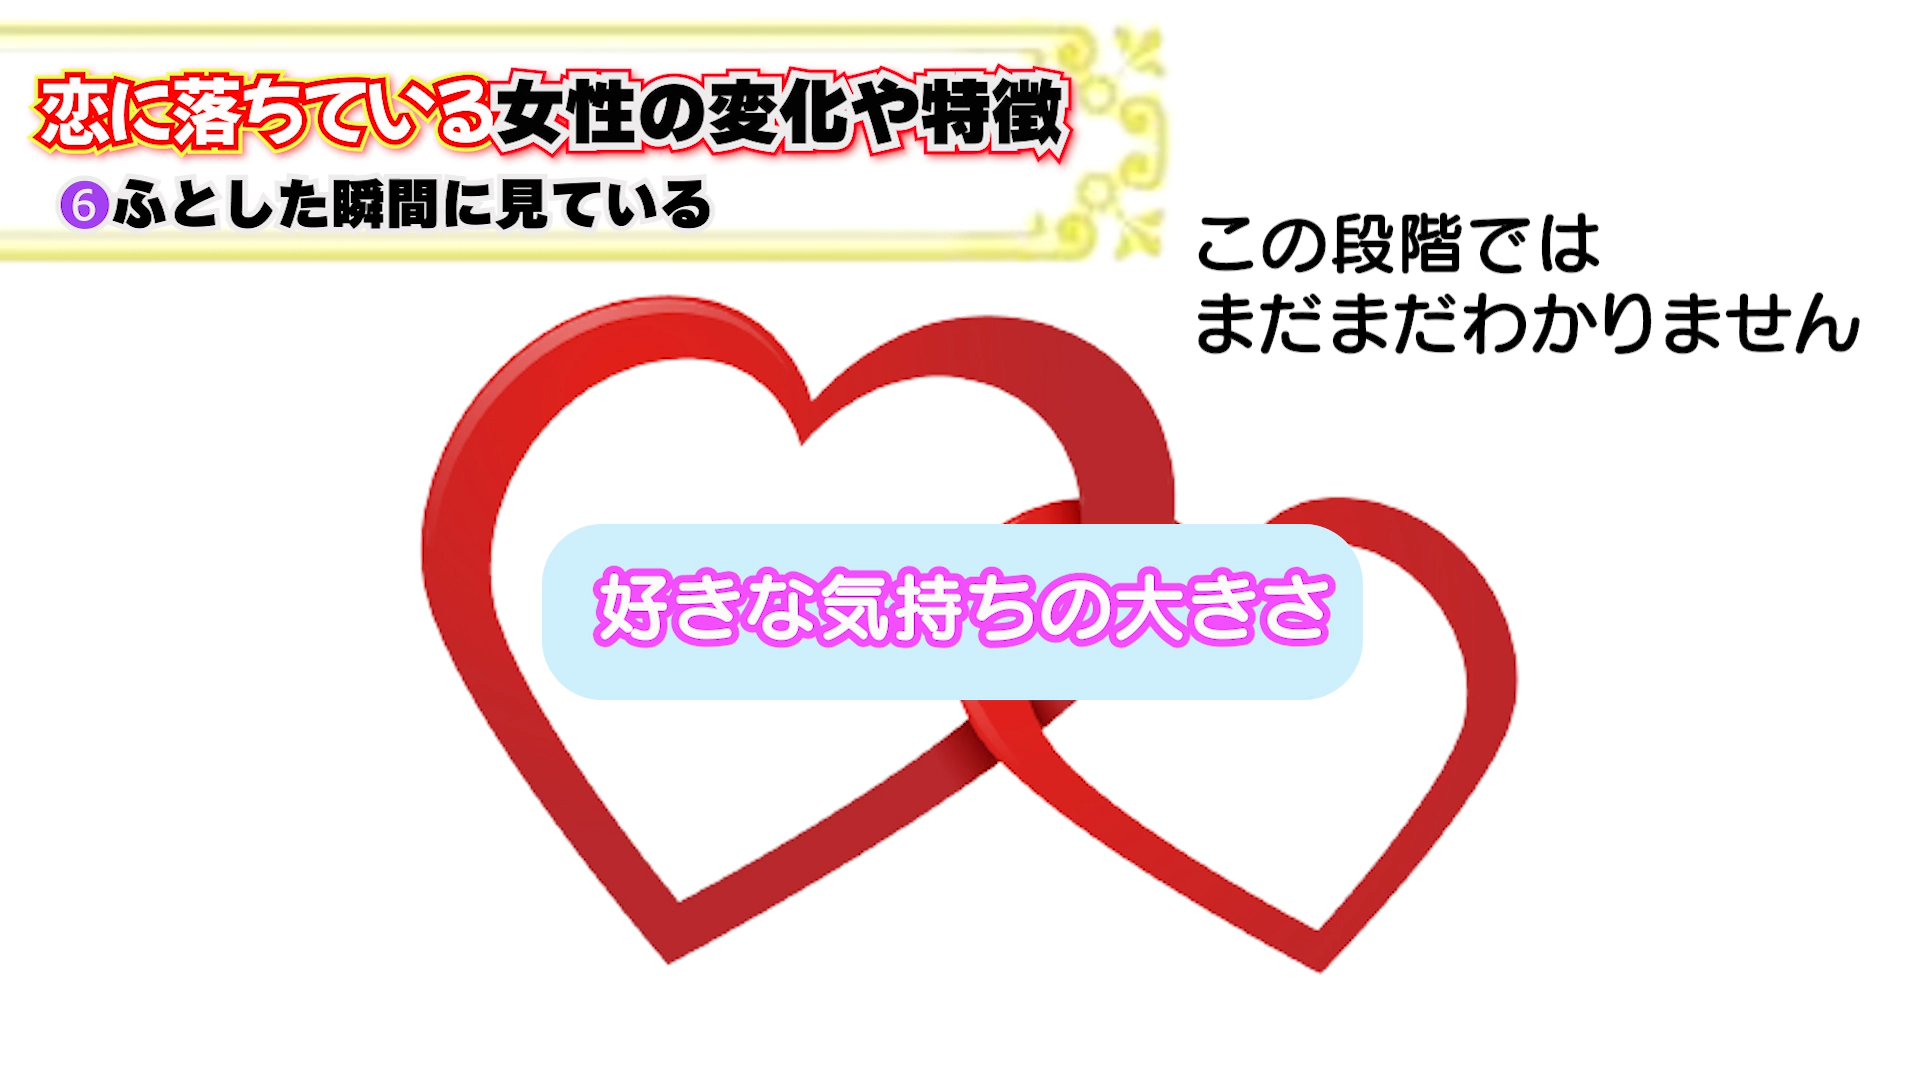 恋に落ちている女性の変化や特徴
❻ふとした瞬間に見ている
この段階では
まだまだわかりません
好きな気持ちの大きさ